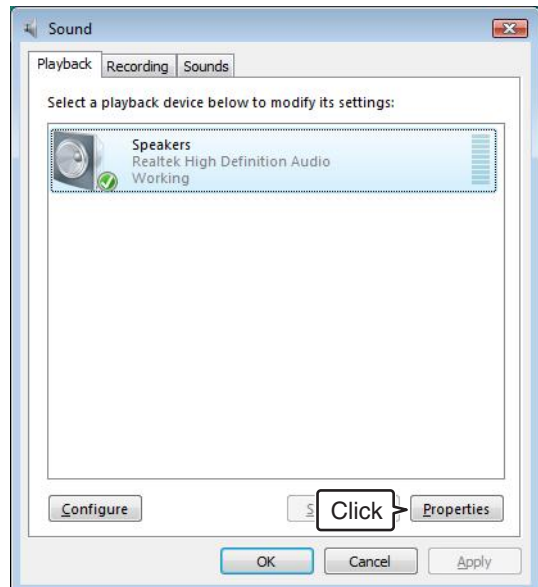 Sound
Playback Recording Sounds
Select a playback device below to modify its settings:
Speakers
Realtek High Definition Audio
Working
Configure Click Properties
OK Cancel Apply